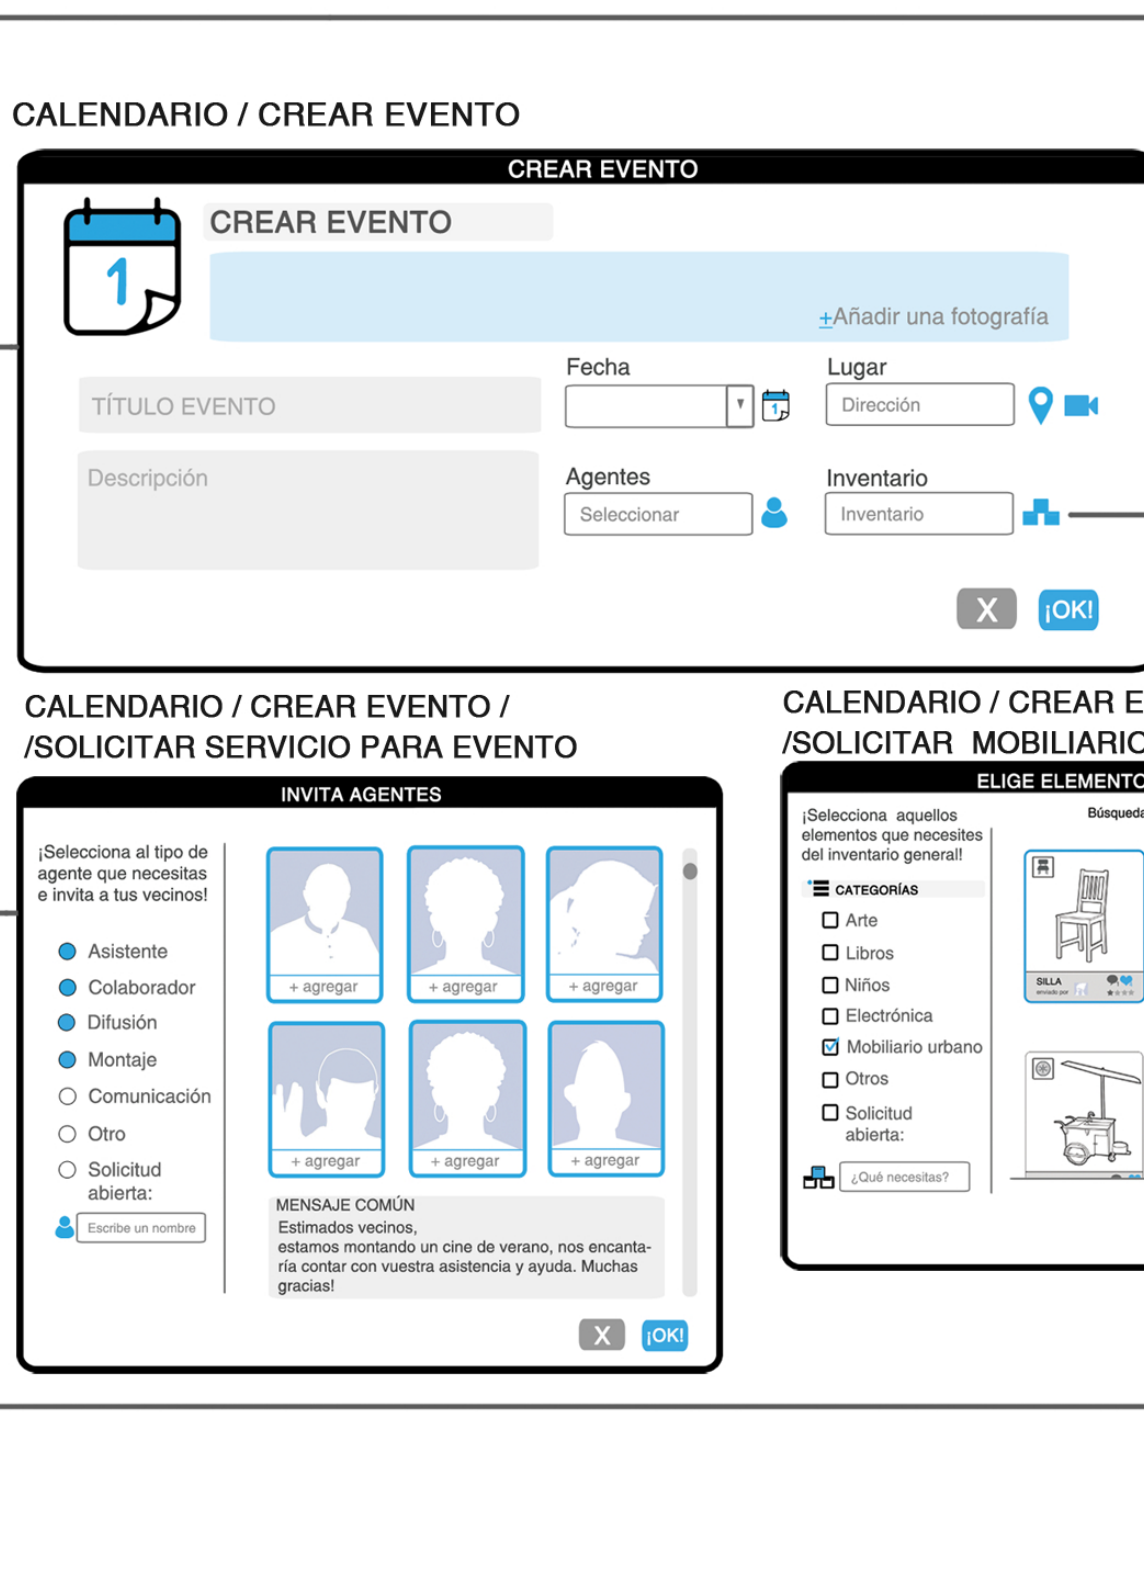 CALENDARIO / CREAR EVENTO
CREAR EVENTO
1
CREAR EVENTO
+Añadir una fotografía
TÍTULO EVENTO
Descripción
Fecha
1
Lugar
Dirección
Agentes
Seleccionar
Inventario
Inventario
X
¡OK!
CALENDARIO / CREAR EVENTO /
/SOLICITAR SERVICIO PARA EVENTO
INVITA AGENTES
¡Selecciona al tipo de
agente que necesitas
e invita a tus vecinos!
Asistente
Colaborador
Difusión
Montaje
Comunicación
Otro
Solicitud
abierta:
Escribe un nombre
+ agregar
+ agregar
+ agregar
+ agregar
+ agregar
+ agregar
MENSAJE COMÚN
Estimados vecinos,
estamos montando un cine de verano, nos encanta-
ría contar con vuestra asistencia y ayuda. Muchas
gracias!
X
¡OK!
CALENDARIO / CREAR E
/SOLICITAR MOBILIARIO
ELIGE ELEMENTO
¡Selecciona aquellos
elementos que necesites
del inventario general!
Búsqueda
CATEGORÍAS
Arte
Libros
Niños
Electrónica
Mobiliario urbano
Otros
Solicitud
abierta:
¿Qué necesitas?
SILLA
enviado por